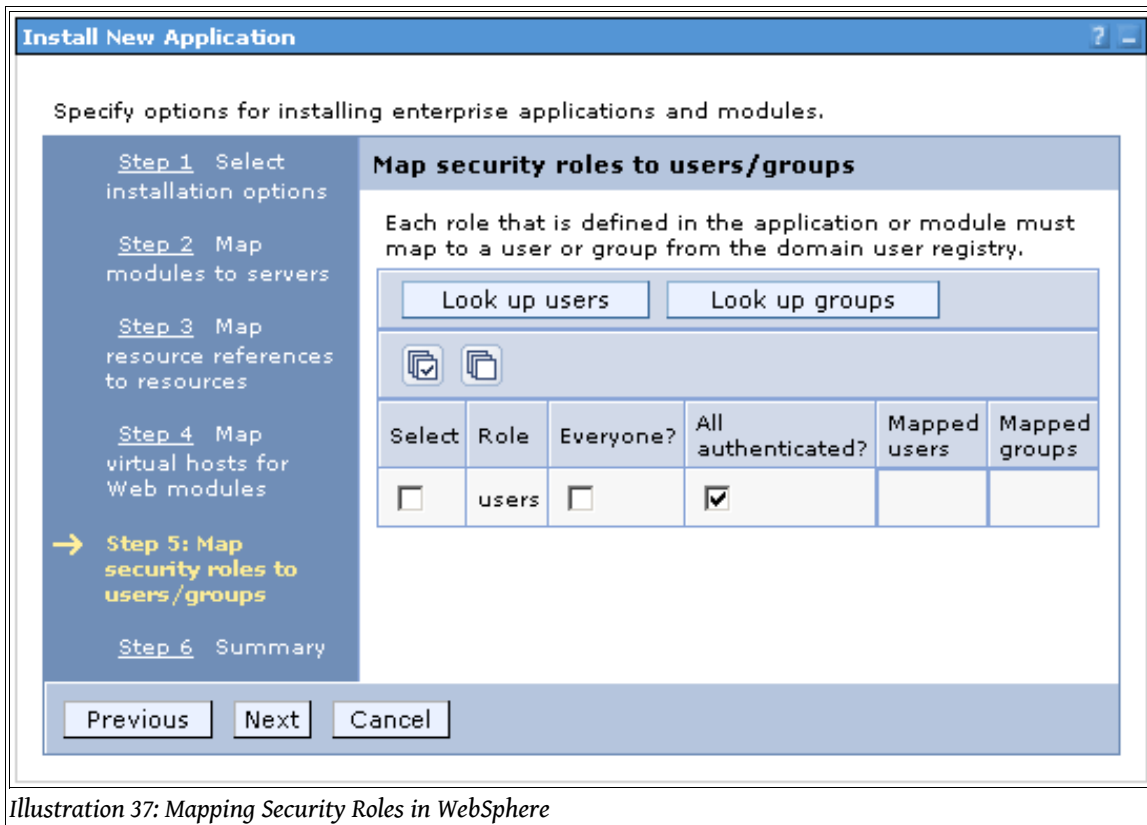 Install New Application
? –
Specify options for installing enterprise applications and modules.
Step 1 Select
installation options
Step 2 Map
modules to servers
Step 3 Map
resource references
to resources
Step 4 Map
virtual hosts for
Web modules
Step 5: Map
security roles to
users/groups
Step 6 Summary
Map security roles to users/groups
Each role that is defined in the application or module must
map to a user or group from the domain user registry.
Look up users Look up groups
Select Role Everyone? All authenticated? Mapped users Mapped groups
users
Previous Next Cancel
Illustration 37: Mapping Security Roles in WebSphere